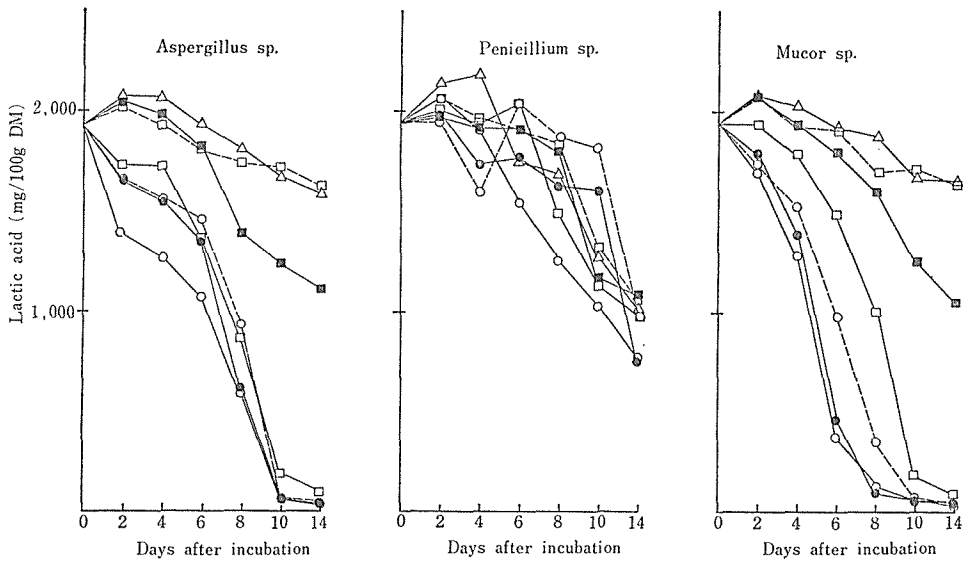 Aspergillus sp.
Penicillium sp.
Mucor sp.
Lactic acid (mg/100g DM)
2,000
1,000
0 2 4 6 8 10 14
0 2 4 6 8 10 14
0 2 4 6 8 10 14
Days after incubation
Days after incubation
Days after incubation